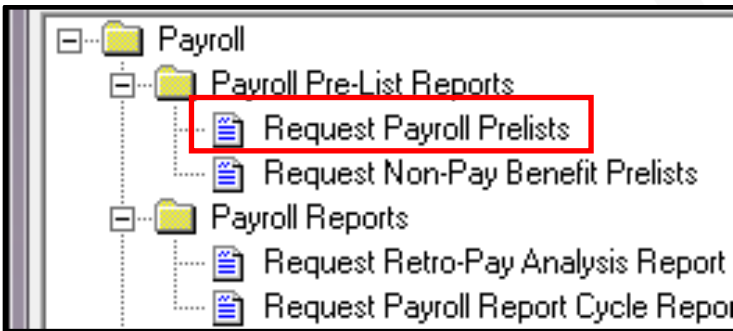 Payroll
Payroll Pre-List Reports
Request Payroll Prelists
Request Non-Pay Benefit Prelists
Payroll Reports
Request Retro-Pay Analysis Report
Request Payroll Report Cycle